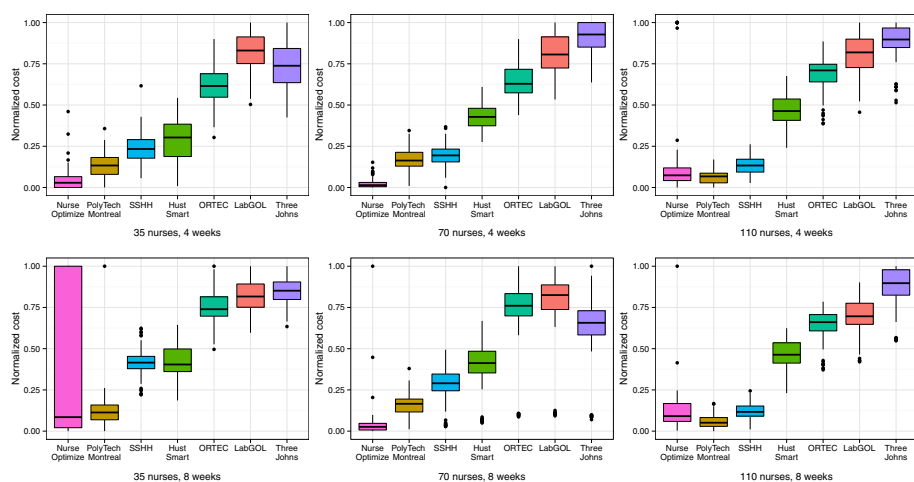 1.00
0.75
0.50
0.25
0.00
Normalized cost
Nurse Optimize
PolyTech Montreal
SSHH
Hust Smart
ORTEC
LabGOL
Three Johns
35 nurses, 4 weeks
1.00
0.75
0.50
0.25
0.00
Normalized cost
Nurse Optimize
PolyTech Montreal
SSHH
Hust Smart
ORTEC
LabGOL
Three Johns
70 nurses, 4 weeks
1.00
0.75
0.50
0.25
0.00
Normalized cost
Nurse Optimize
PolyTech Montreal
SSHH
Hust Smart
ORTEC
LabGOL
Three Johns
110 nurses, 4 weeks
1.00
0.75
0.50
0.25
0.00
Normalized cost
Nurse Optimize
PolyTech Montreal
SSHH
Hust Smart
ORTEC
LabGOL
Three Johns
35 nurses, 8 weeks
1.00
0.75
0.50
0.25
0.00
Normalized cost
Nurse Optimize
PolyTech Montreal
SSHH
Hust Smart
ORTEC
LabGOL
Three Johns
70 nurses, 8 weeks
1.00
0.75
0.50
0.25
0.00
Normalized cost
Nurse Optimize
PolyTech Montreal
SSHH
Hust Smart
ORTEC
LabGOL
Three Johns
110 nurses, 8 weeks